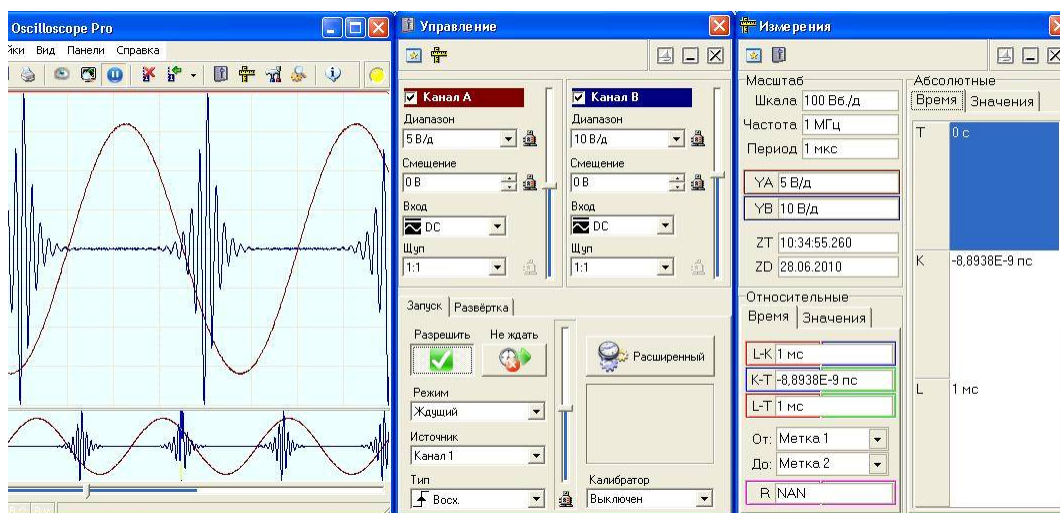 Oscilloscope Pro
йки Вид Панели Справка
Управление
Канал A
Диапазон
5 В/д
Смещение
0 В
Вход
DC
Щуп
1:1
Канал B
Диапазон
10 В/д
Смещение
0 В
Вход
DC
Щуп
1:1
Запуск Развёртка
Разрешить Не ждать
Расширенный
Режим
Ждущий
Источник
Канал 1
Тип
Восх.
Калибратор
Выключен
Измерения
Масштаб
Шкала 100 Вб./д
Частота 1 МГц
Период 1 мкс
YA 5 В/д
YB 10 В/д
ZT 10:34:55.260
ZD 28.06.2010
Относительные
Время Значения
L-K 1 мс
K-T -8,8938E-9 пс
L-T 1 мс
От: Метка 1
До: Метка 2
R NAN
Абсолютные
Время Значения
T 0 с
K -8,8938E-9 пс
L 1 мс